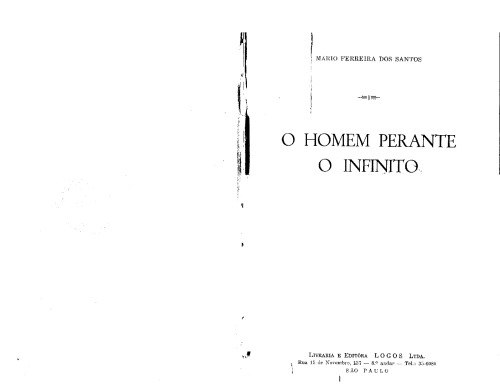 MARIO FERREIRA DOS SANTOS
O HOMEM PERANTE
O INFINITO
LIVRARIA E EDITÔRA LOGOS LTDA.
Rua 15 de Novembro, 137 — 8.º andar — Tel.: 35-6080
SÃO PAULO